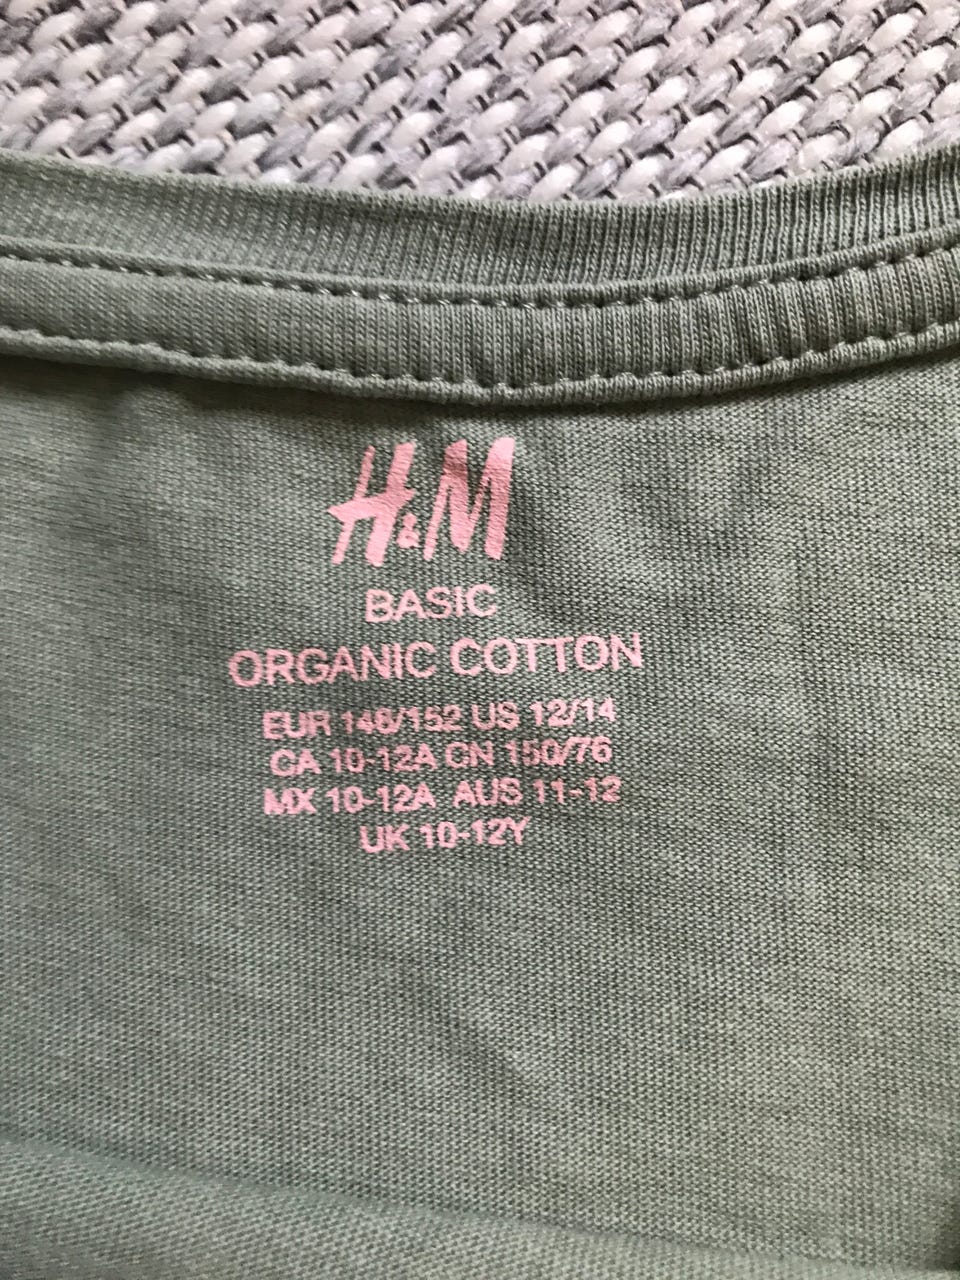 H&M
BASIC
ORGANIC COTTON
EUR 146/152 US 12/14
CA 10-12A CN 150/76
MX 10-12A AUS 11-12
UK 10-12Y